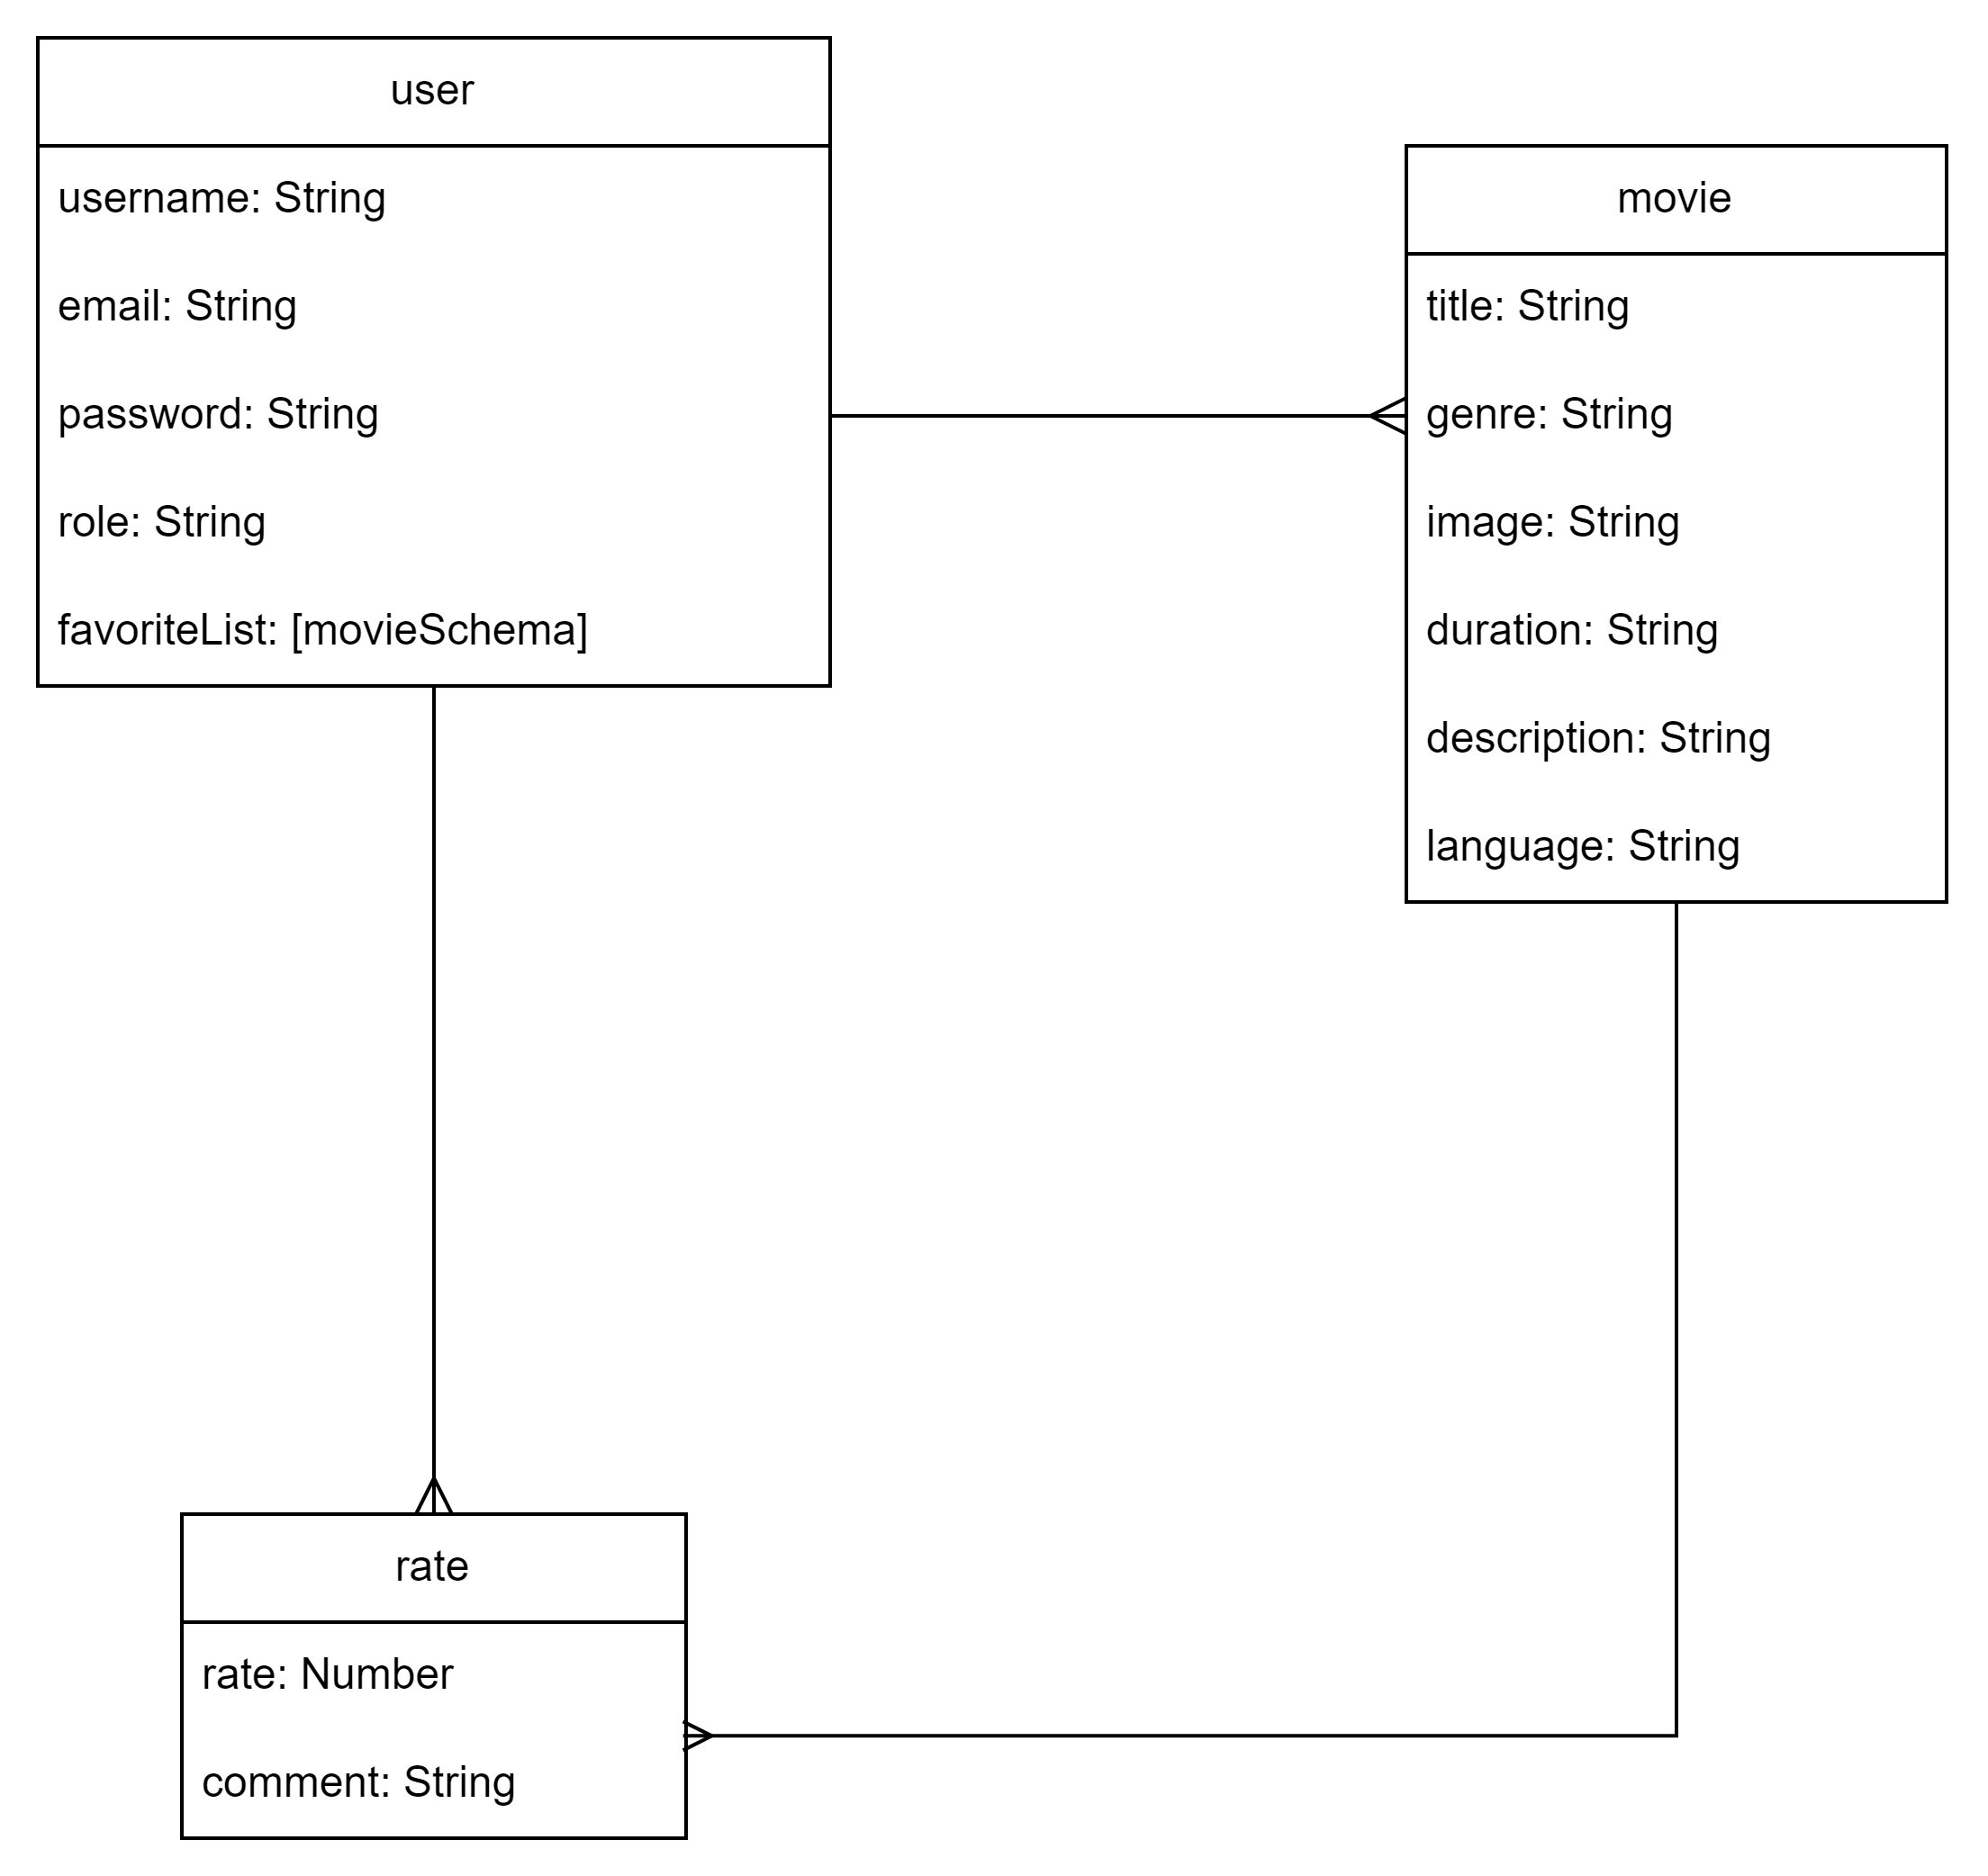 user
username: String
email: String
password: String
role: String
favoriteList: [movieSchema]
movie
title: String
genre: String
image: String
duration: String
description: String
language: String
rate
rate: Number
comment: String